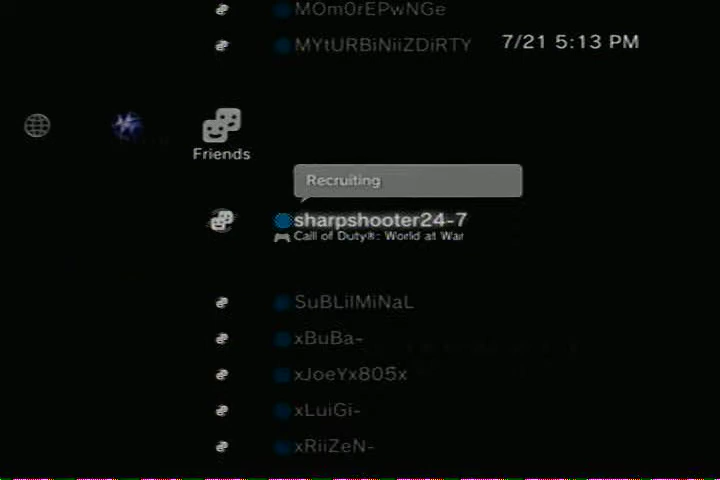 MOm0rEPwNGe
MYtURBiNiiZDiRTY
7/21 5:13 PM
Friends
Recruiting
sharpshooter24-7
Call of Duty®: World at War
SuBLiIMiNaL
xBuBa-
xJoeYx805x
xLuiGi-
xRiiZeN-